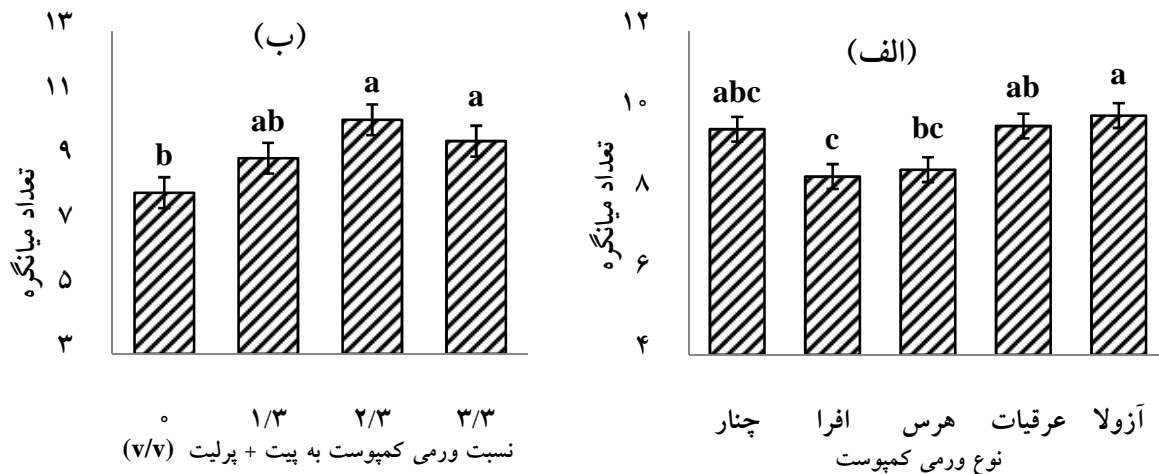 (الف)
تعداد میانگره
۱۲
۱۰
۸
۶
۴
abc
c
bc
ab
a
چنار
افرا
هرس
عرقیات
آزولا
نوع ورمی کمپوست
(ب)
تعداد میانگره
۱۳
۱۱
۹
۷
۵
۳
b
ab
a
a
۰
۱/۳
۲/۳
۳/۳
نسبت ورمی کمپوست به پیت + پرلیت (v/v)